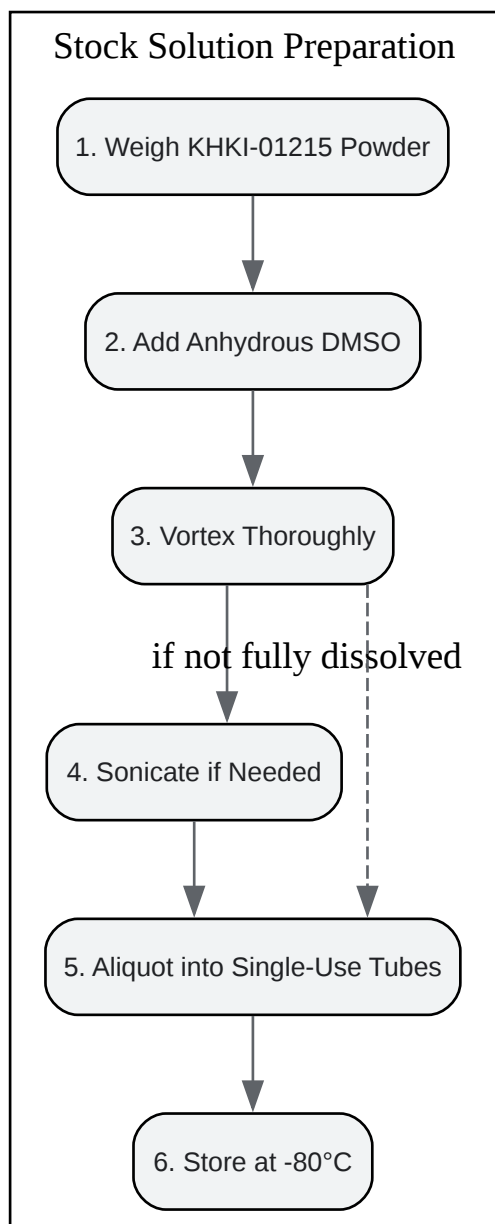 Stock Solution Preparation
1. Weigh KHKI-01215 Powder
2. Add Anhydrous DMSO
3. Vortex Thoroughly
if not fully dissolved
4. Sonicate if Needed
5. Aliquot into Single-Use Tubes
6. Store at -80°C